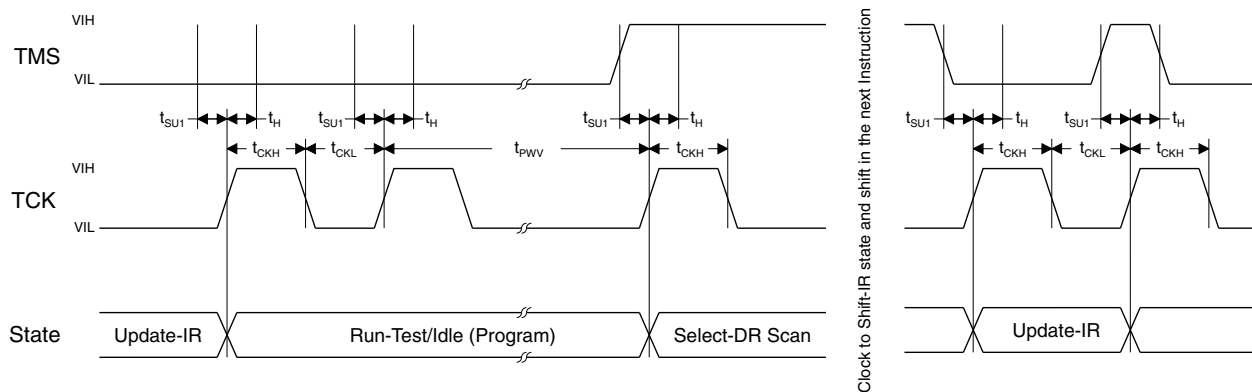 VIH
TMS
VIL
tSU1 tH tSU1 tH tSU1 tH tSU1 tH tSU1 tH
tCKH tCKL tPWV tCKH tCKH tCKL tCKH
VIH
TCK
VIL
State
Update-IR Run-Test/Idle (Program) Select-DR Scan
Clock to Shift-IR state and shift in the next Instruction
Update-IR